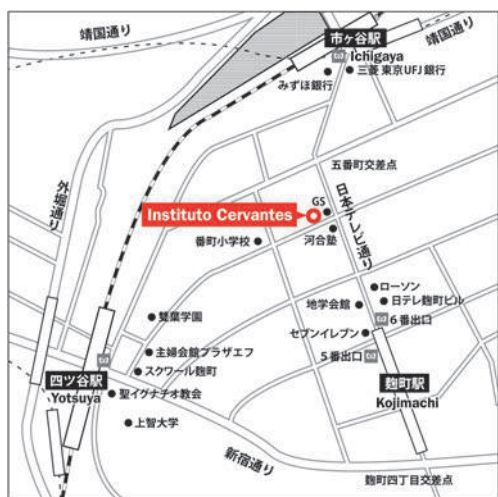 靖国通り
市ヶ谷駅
Ichigaya
靖国通り
みずほ銀行
三菱東京UFJ銀行
五番町交差点
外堀通り
Instituto Cervantes
GS
日本テレビ通り
番町小学校
河合塾
ローソン
地学会館
日テレ麹町ビル
6番出口
雙葉学園
セブンイレブン
5番出口
主婦会館プラザエフ
四ツ谷駅
Yotsuya
スクワール麹町
麹町駅
Kojimachi
聖イグナチオ教会
上智大学
新宿通り
麹町四丁目交差点